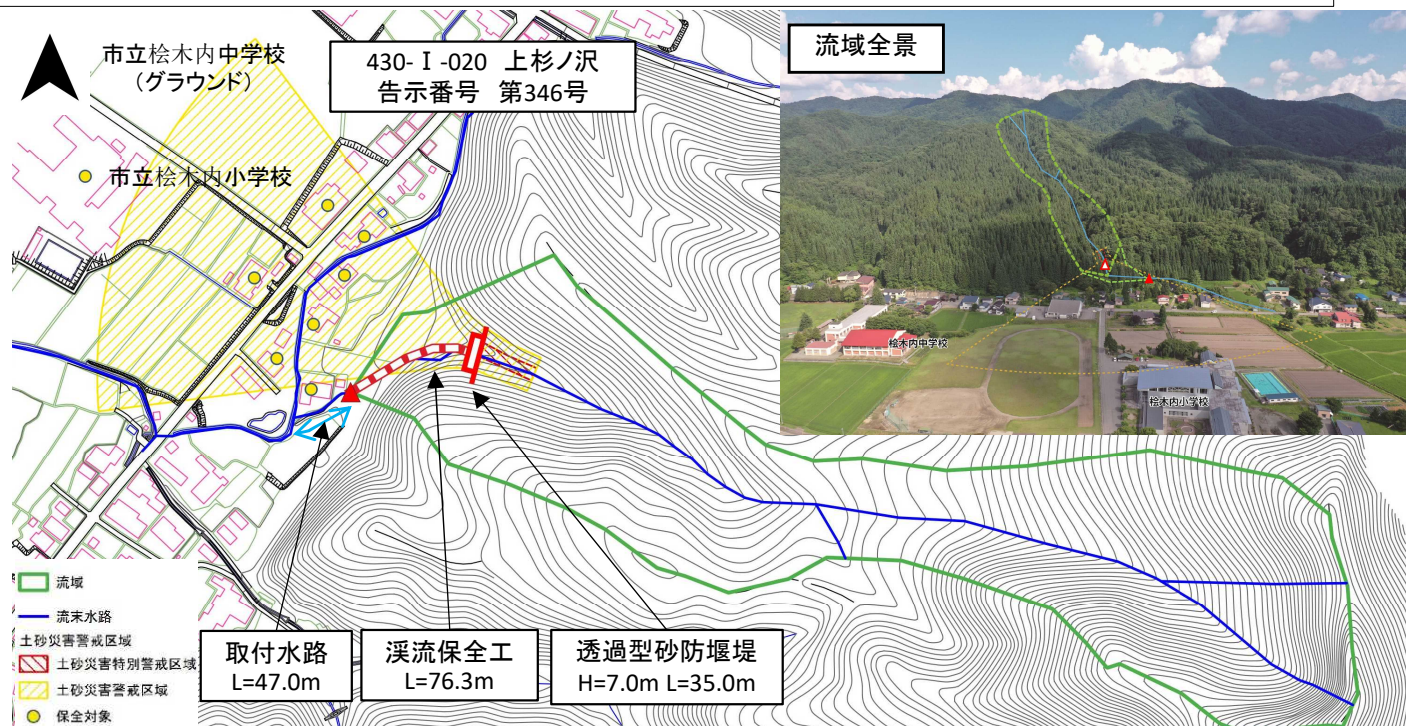 市立桧木内中学校
(グラウンド)
430-Ⅰ-020 上杉ノ沢
告示番号 第346号
流域全景
市立桧木内小学校
桧木内中学校
桧木内小学校
流域
流末水路
土砂災害警戒区域
土砂災害特別警戒区域
土砂災害警戒区域
保全対象
取付水路
L=47.0m
渓流保全工
L=76.3m
透過型砂防堰堤
H=7.0m L=35.0m